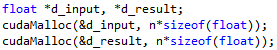 float *d_input, *d_result;
cudaMalloc(&d_input, n*sizeof(float));
cudaMalloc(&d_result, n*sizeof(float));